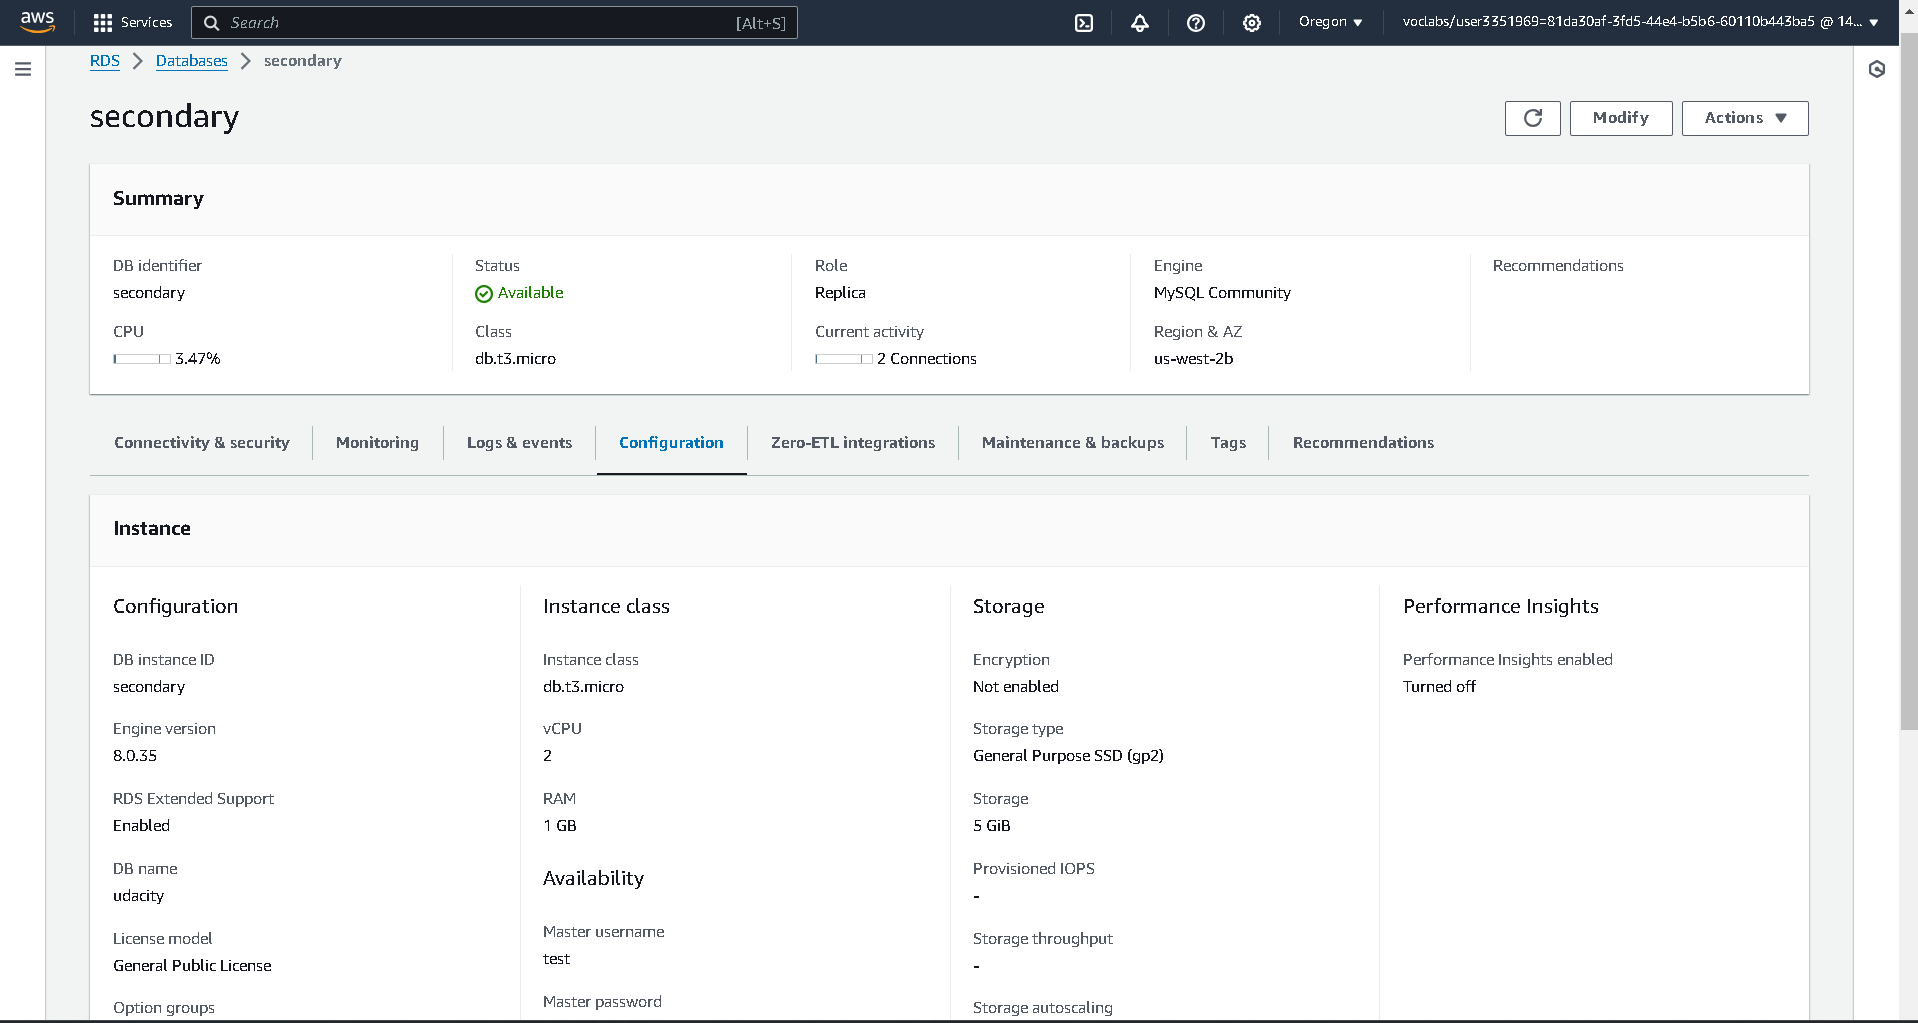 aws Services Search [Alt+S] Oregon voclabs/user3351969=81da30af-3fd5-44e4-b5b6-60110b443ba5 @ 14...
RDS Databases secondary
secondary
Modify Actions
Summary
DB identifier Status Role Engine Recommendations
secondary Available Replica MySQL Community
CPU Class Current activity Region & AZ
3.47% db.t3.micro 2 Connections us-west-2b
Connectivity & security Monitoring Logs & events Configuration Zero-ETL integrations Maintenance & backups Tags Recommendations
Instance
Configuration
DB instance ID
secondary
Engine version
8.0.35
RDS Extended Support
Enabled
DB name
udacity
License model
General Public License
Option groups
Instance class
Instance class
db.t3.micro
vCPU
2
RAM
1 GB
Availability
Master username
test
Master password
Storage
Encryption
Not enabled
Storage type
General Purpose SSD (gp2)
Storage
5 GiB
Provisioned IOPS
-
Storage throughput
-
Storage autoscaling
Performance Insights
Performance Insights enabled
Turned off